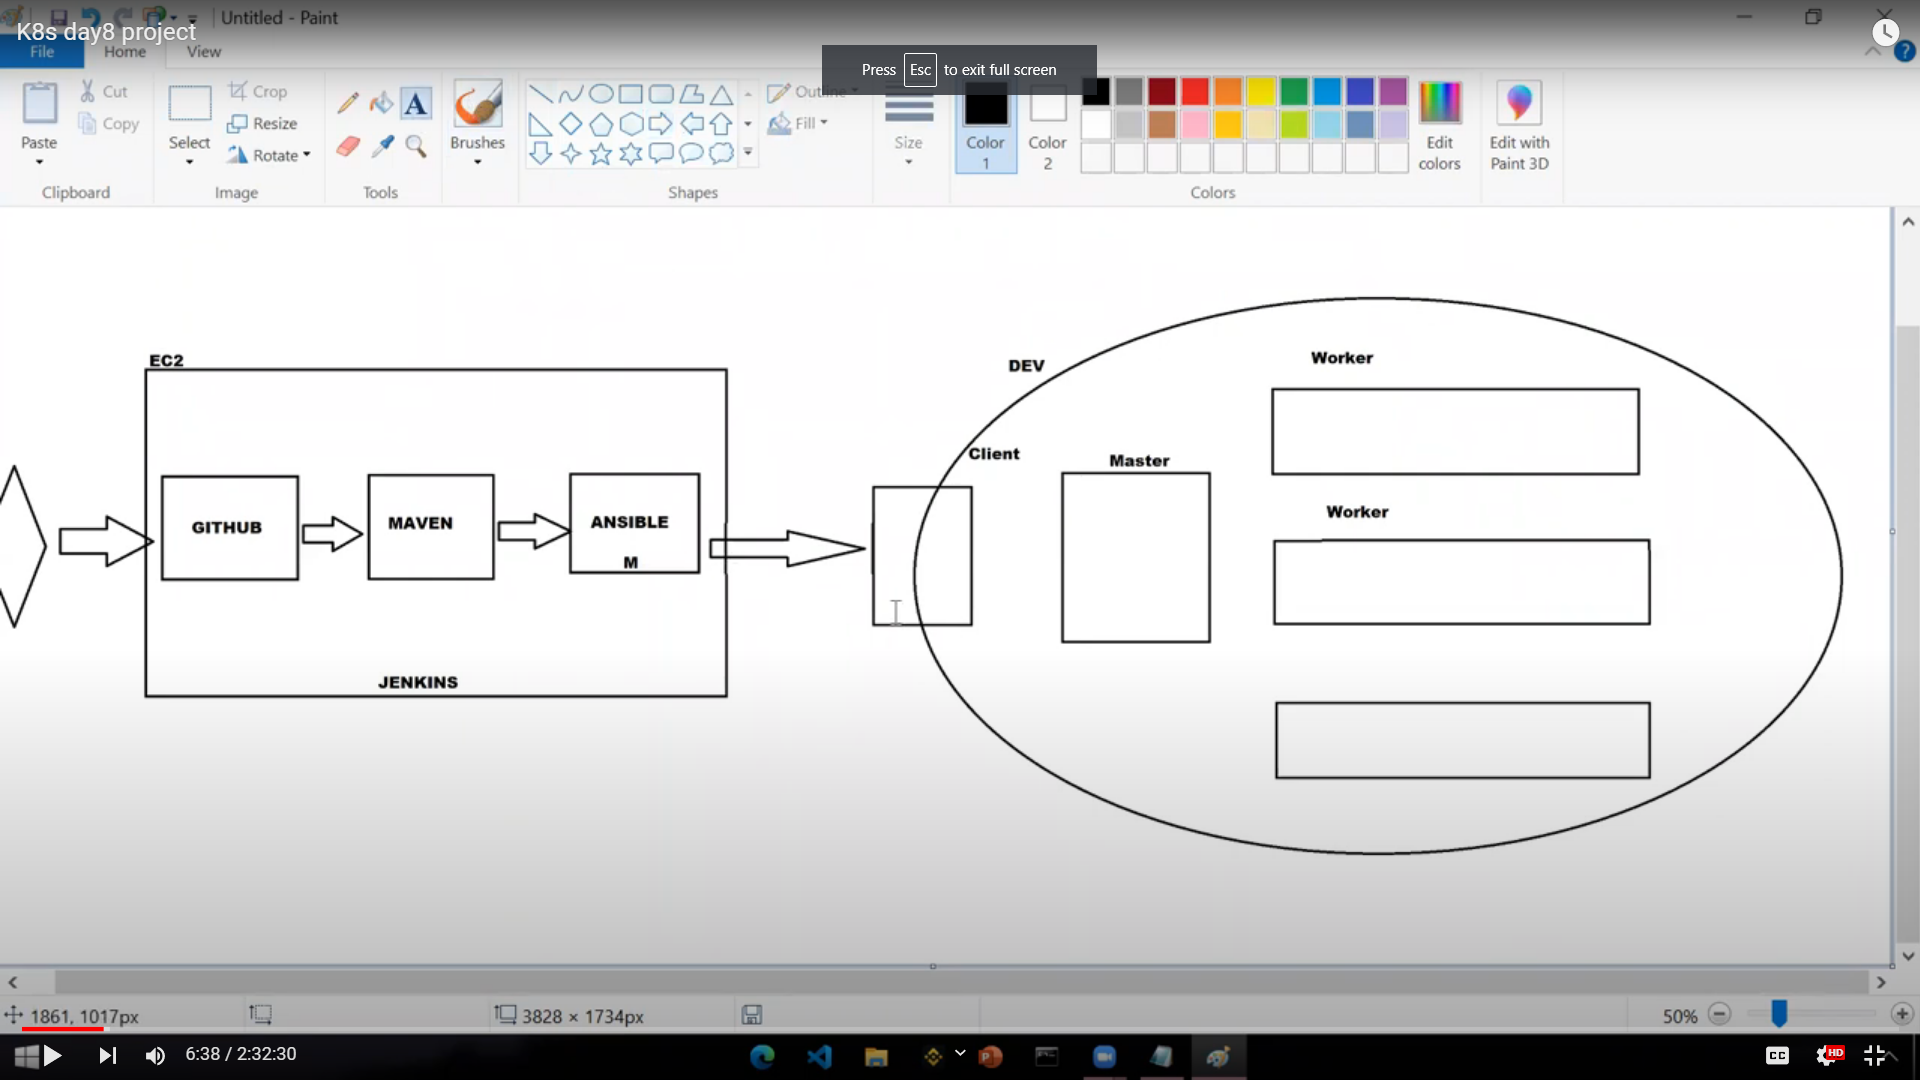 Untitled - Paint
K8s day8 project
File
Home
View
Press Esc to exit full screen
Paste
Cut
Copy
Clipboard
Select
Crop
Resize
Rotate
Image
A
Tools
Brushes
Shapes
Outline
Fill
Size
Color
1
Color
2
Colors
Edit
colors
Edit with
Paint 3D
EC2
GITHUB
MAVEN
ANSIBLE
M
JENKINS
DEV
Client
Master
Worker
Worker
1861, 1017px
3828 × 1734px
50%
6:38 / 2:32:30
CC
HD